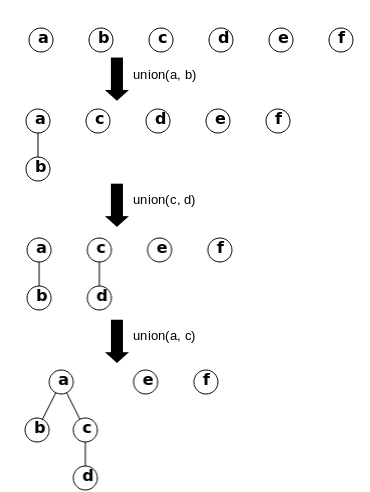 a b c d e f
union(a, b)
a c d e f
b
union(c, d)
a c e f
b d
union(a, c)
a e f
b c
d